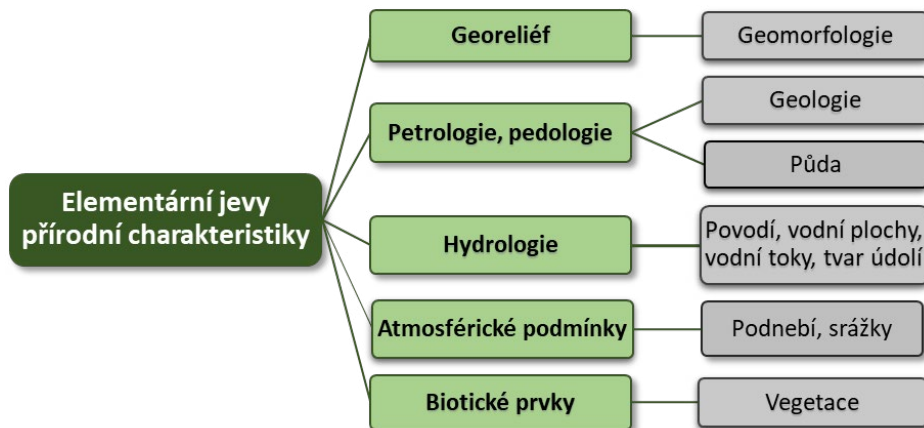 Elementární jevy
přírodní charakteristiky
Georeliéf
Geomorfologie
Petrologie, pedologie
Geologie
Půda
Hydrologie
Povodí, vodní plochy,
vodní toky, tvar údolí
Atmosférické podmínky
Podnebí, srážky
Biotické prvky
Vegetace